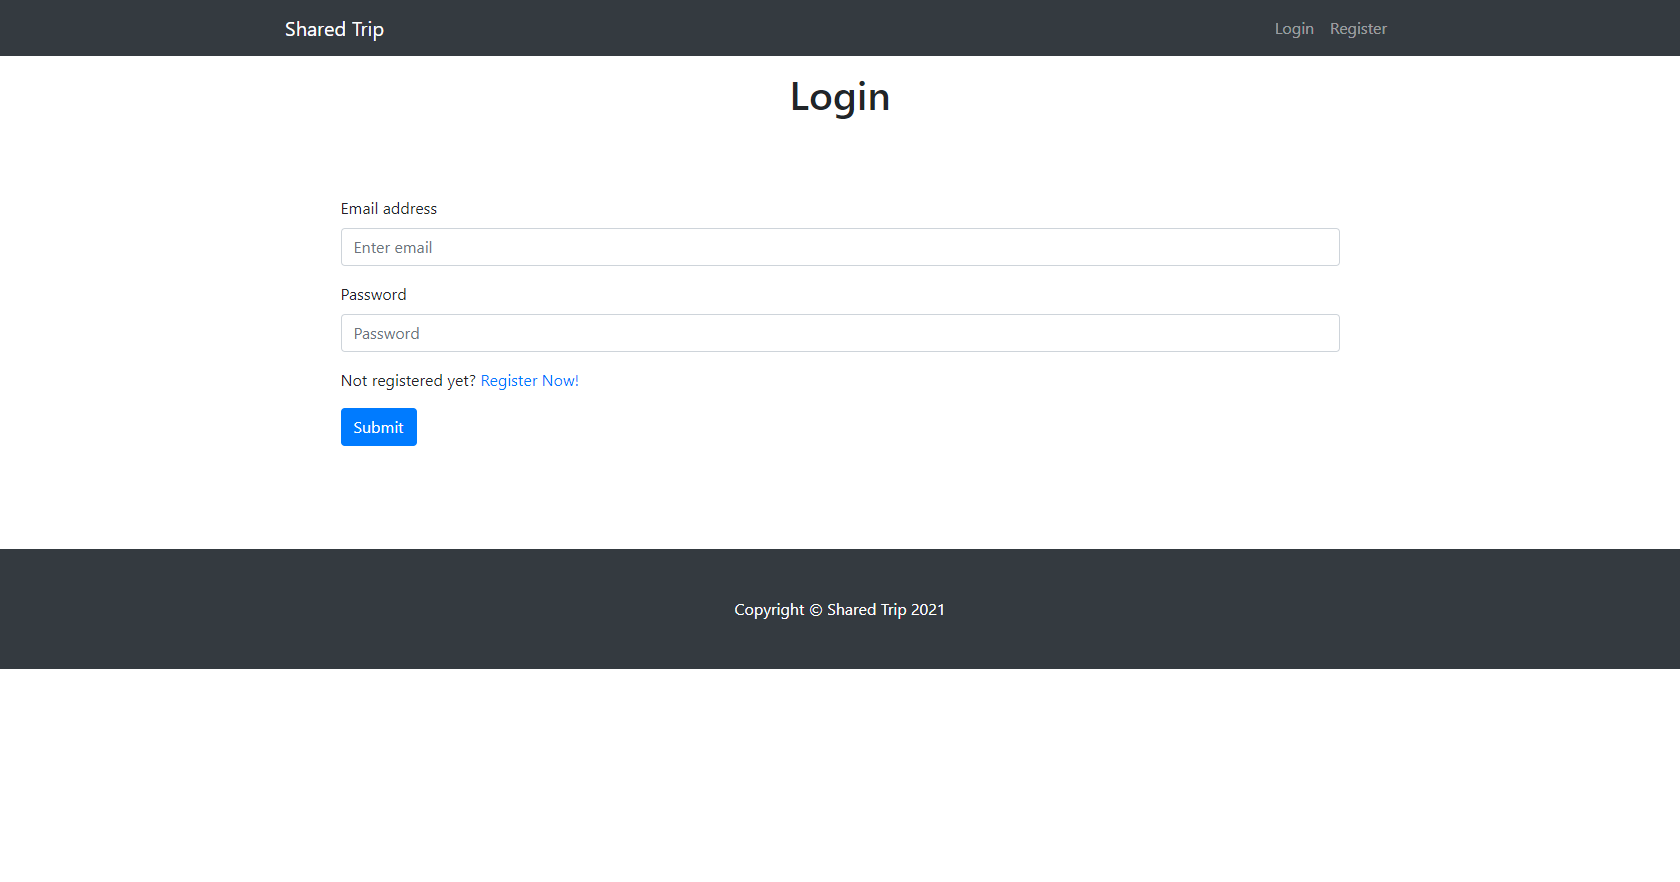 Shared Trip Login Register
Login
Email address
Enter email
Password
Password
Not registered yet? Register Now!
Submit
Copyright © Shared Trip 2021